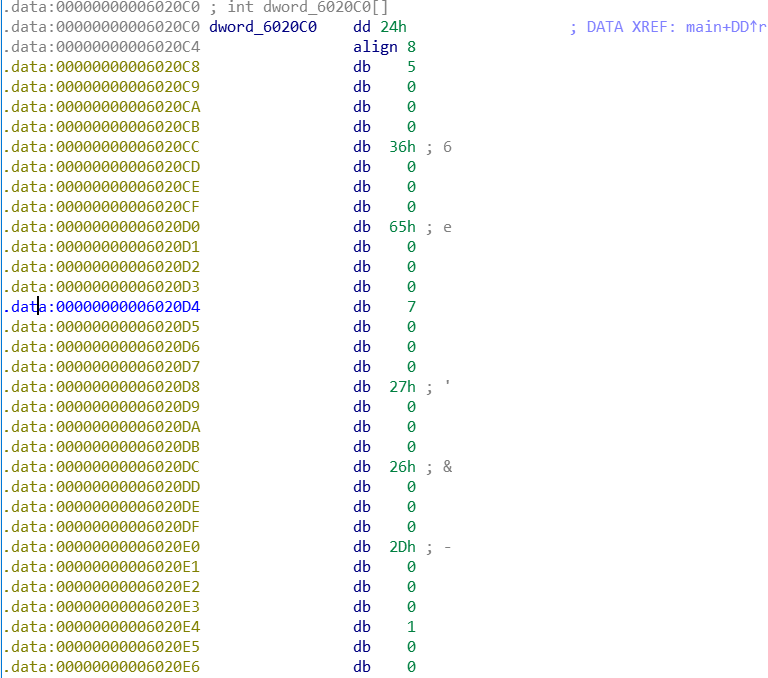 .data:00000000006020C0 ; int dword_6020C0[]
.data:00000000006020C0 dword_6020C0 dd 24h ; DATA XREF: main+DD↑r
.data:00000000006020C4 align 8
.data:00000000006020C8 db 5
.data:00000000006020C9 db 0
.data:00000000006020CA db 0
.data:00000000006020CB db 0
.data:00000000006020CC db 36h ; 6
.data:00000000006020CD db 0
.data:00000000006020CE db 0
.data:00000000006020CF db 0
.data:00000000006020D0 db 65h ; e
.data:00000000006020D1 db 0
.data:00000000006020D2 db 0
.data:00000000006020D3 db 0
.data:00000000006020D4 db 7
.data:00000000006020D5 db 0
.data:00000000006020D6 db 0
.data:00000000006020D7 db 0
.data:00000000006020D8 db 27h ; '
.data:00000000006020D9 db 0
.data:00000000006020DA db 0
.data:00000000006020DB db 0
.data:00000000006020DC db 26h ; &
.data:00000000006020DD db 0
.data:00000000006020DE db 0
.data:00000000006020DF db 0
.data:00000000006020E0 db 2Dh ; -
.data:00000000006020E1 db 0
.data:00000000006020E2 db 0
.data:00000000006020E3 db 0
.data:00000000006020E4 db 1
.data:00000000006020E5 db 0
.data:00000000006020E6 db 0